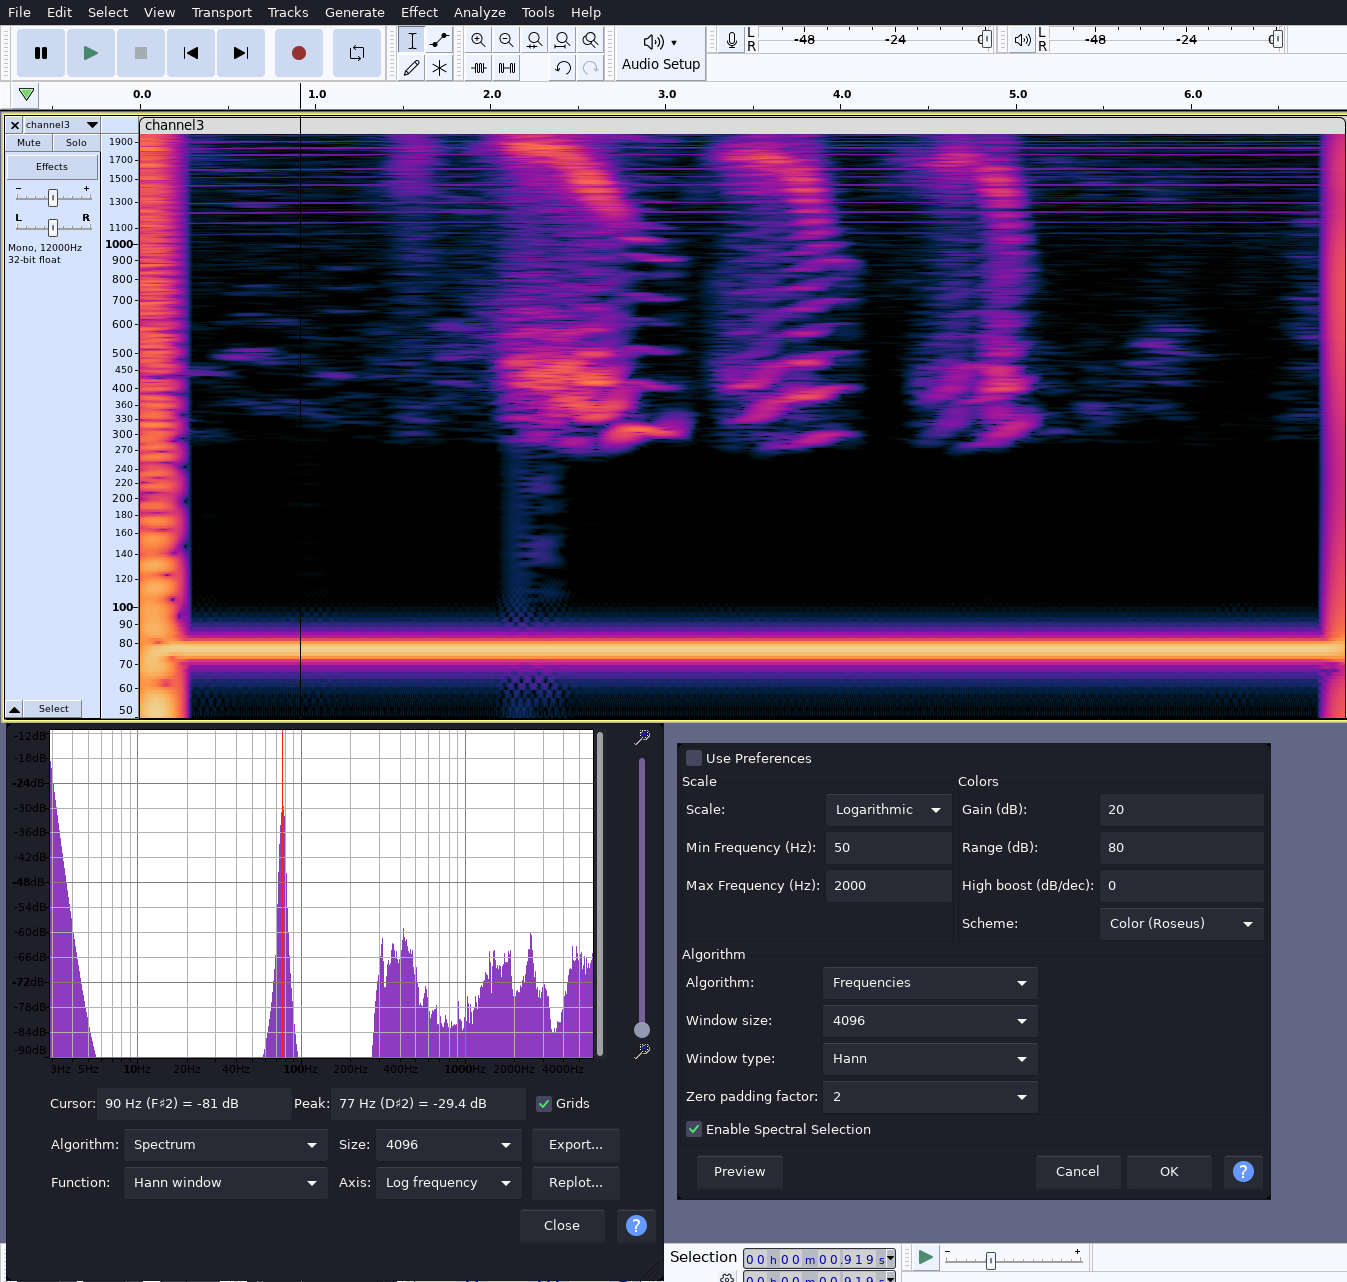 File Edit Select View Transport Tracks Generate Effect Analyze Tools Help
L R -48 -24 0
L R -48 -24 0
Audio Setup
0.0 1.0 2.0 3.0 4.0 5.0 6.0
channel3
channel3
Mute Solo
Effects
- +
L R
Mono, 12000Hz
32-bit float
Select
1900
1700
1500
1300
1100
1000
900
800
700
600
500
450
400
360
330
300
270
240
220
200
180
160
140
120
100
90
80
70
60
50
-12dB
-18dB
-24dB
-30dB
-36dB
-42dB
-48dB
-54dB
-60dB
-66dB
-72dB
-78dB
-84dB
-90dB
3Hz 5Hz 10Hz 20Hz 40Hz 100Hz 200Hz 400Hz 1000Hz 2000Hz 4000Hz
Cursor: 90 Hz (F♯2) = -81 dB Peak: 77 Hz (D♯2) = -29.4 dB Grids
Algorithm: Spectrum Size: 4096 Export...
Function: Hann window Axis: Log frequency Replot...
Close ?
Use Preferences
Scale Colors
Scale: Logarithmic Gain (dB): 20
Min Frequency (Hz): 50 Range (dB): 80
Max Frequency (Hz): 2000 High boost (dB/dec): 0
Scheme: Color (Roseus)
Algorithm
Algorithm: Frequencies
Window size: 4096
Window type: Hann
Zero padding factor: 2
Enable Spectral Selection
Preview Cancel OK ?
Selection 00h00m00.919s - +
00h00m00.919s